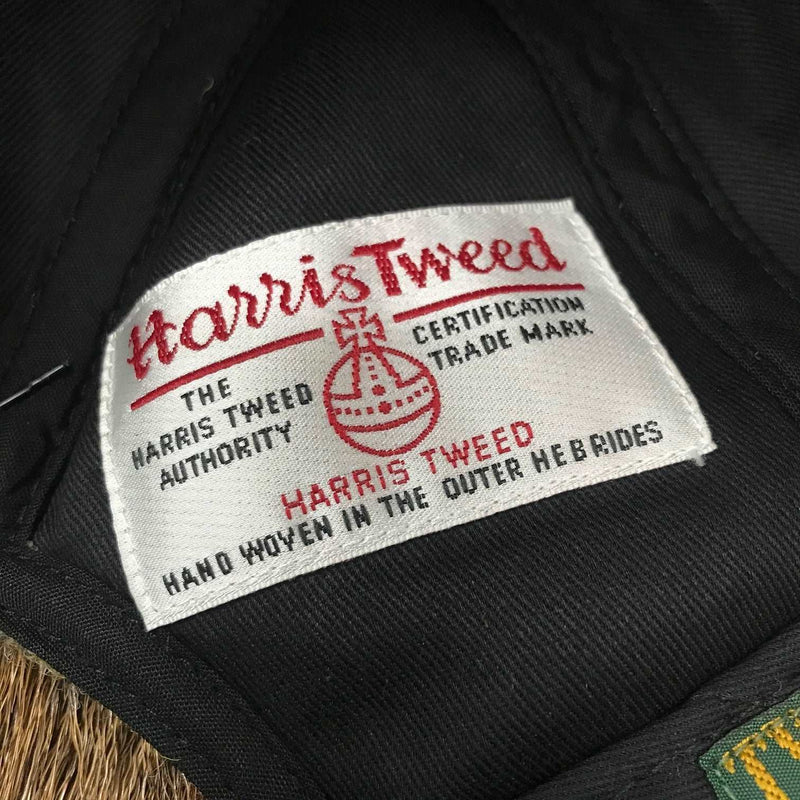 Harris Tweed
THE
HARRIS TWEED
AUTHORITY
CERTIFICATION
TRADE MARK
HARRIS TWEED
HAND WOVEN IN THE OUTER HEBRIDES